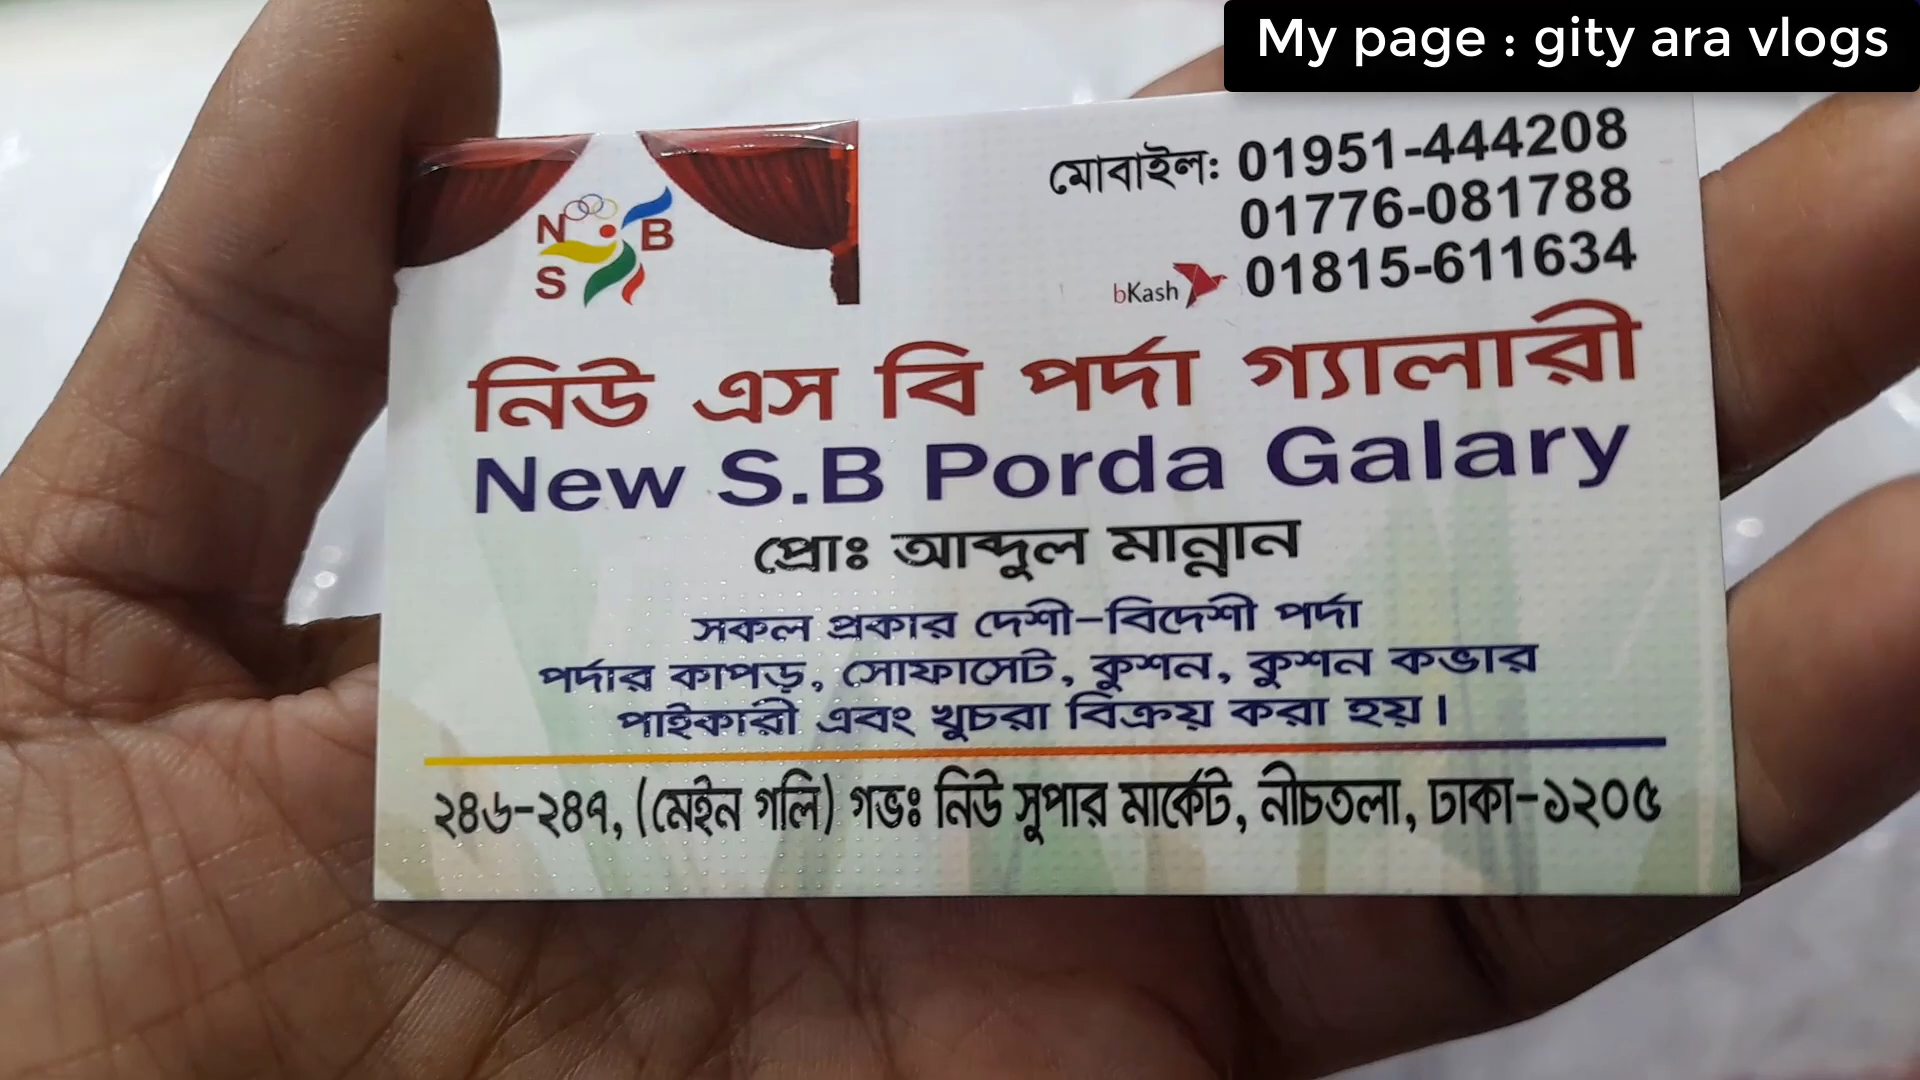 My page : gity ara vlogs
N B
S
মোবাইলঃ 01951-444208
01776-081788
bKash 01815-611634
নিউ এস বি পর্দা গ্যালারী
New S.B Porda Galary
প্রোঃ আব্দুল মান্নান
সকল প্রকার দেশী-বিদেশী পর্দা
পর্দার কাপড়, সোফাসেট, কুশন, কুশন কভার
পাইকারী এবং খুচরা বিক্রয় করা হয়।
২৪৬-২৪৭, (মেইন গলি) গভঃ নিউ সুপার মার্কেট, নীচতলা, ঢাকা-১২০৫